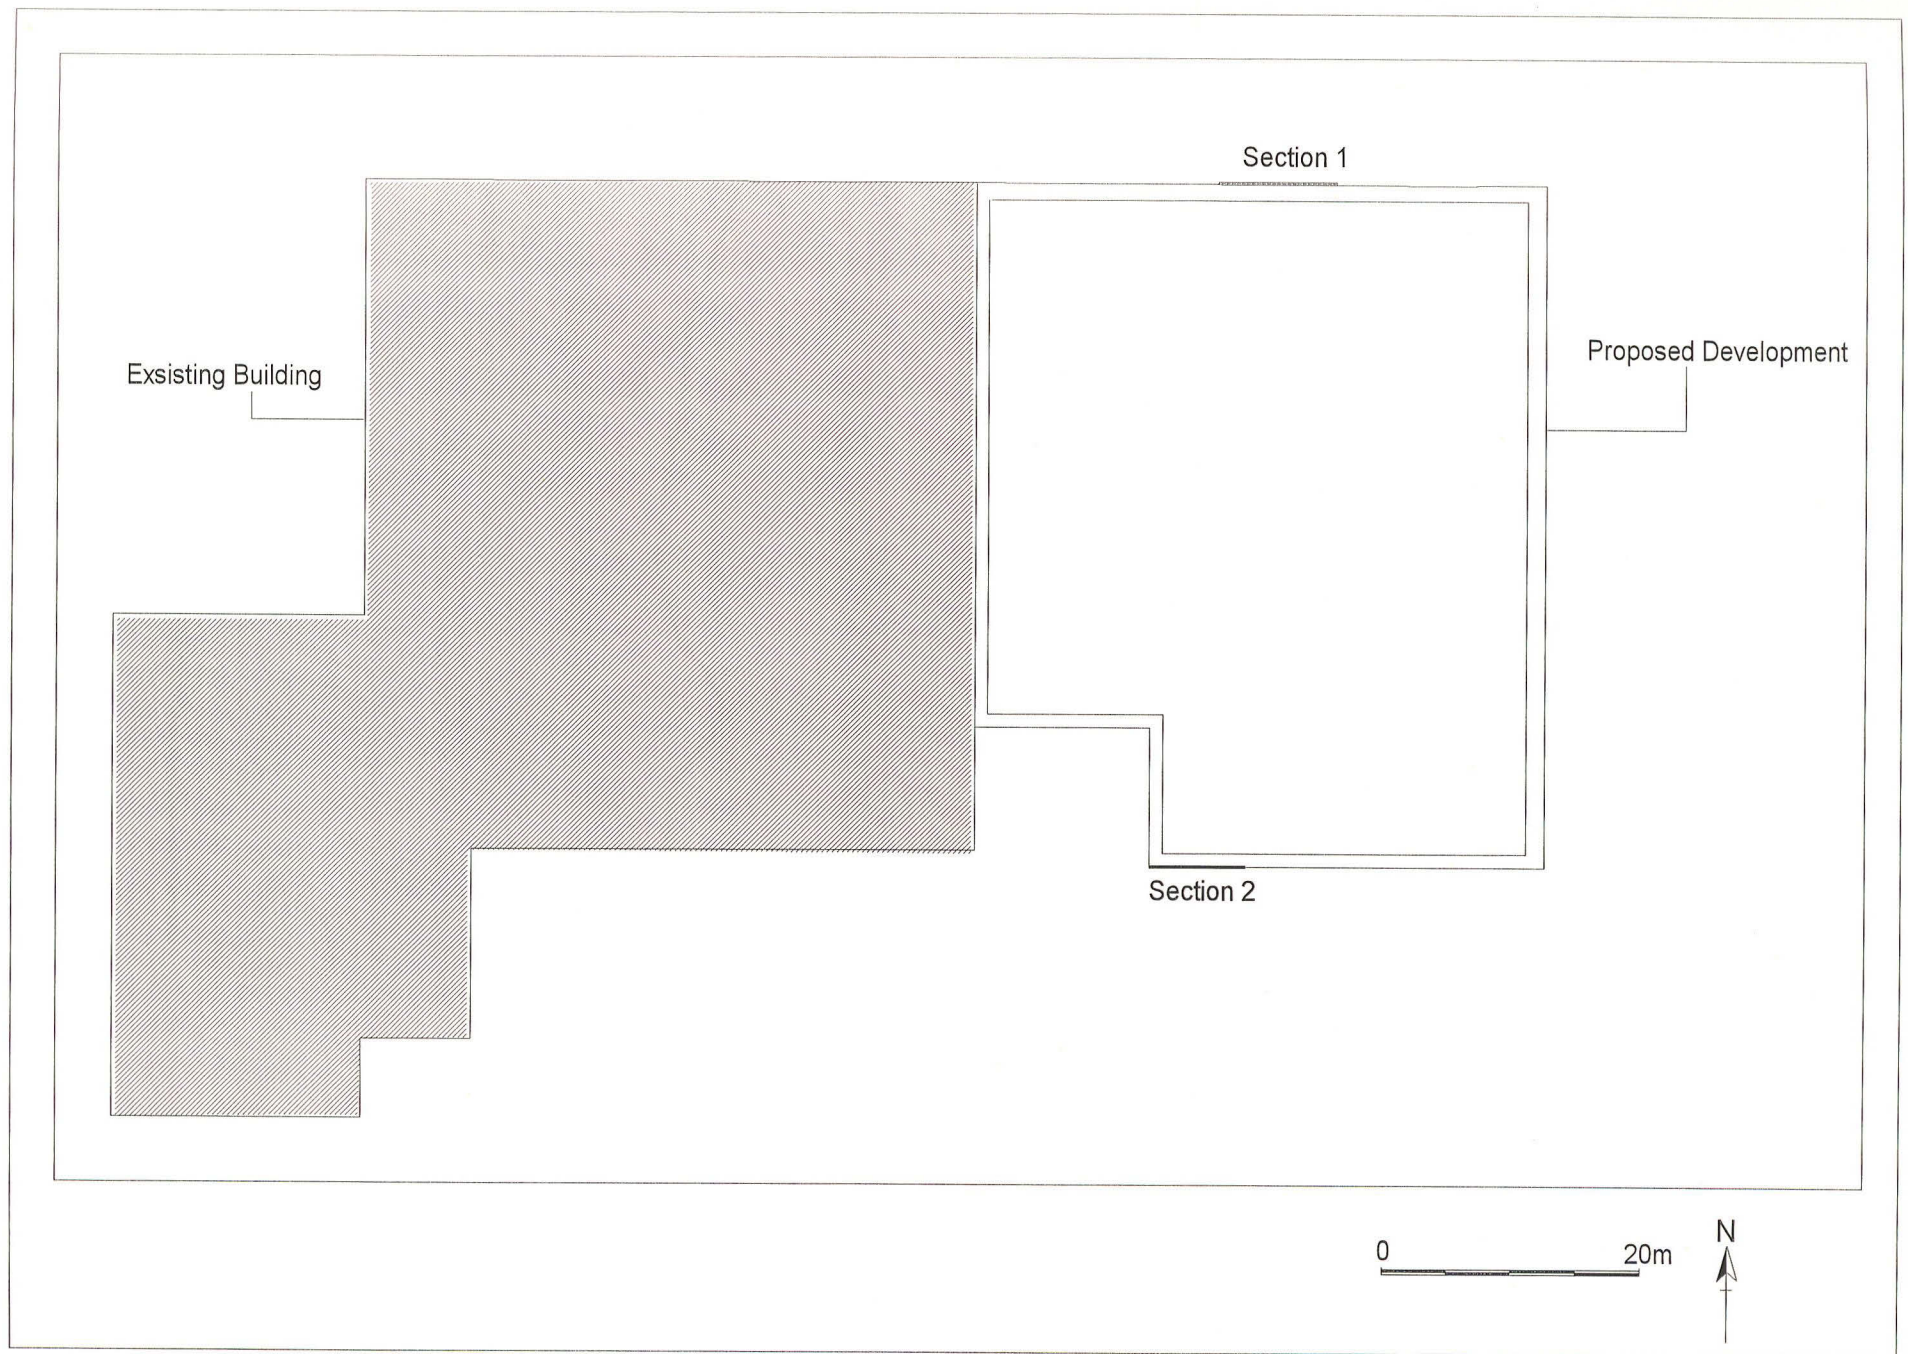 Section 1
Exsisting Building
Proposed Development
Section 2
0 20m
N